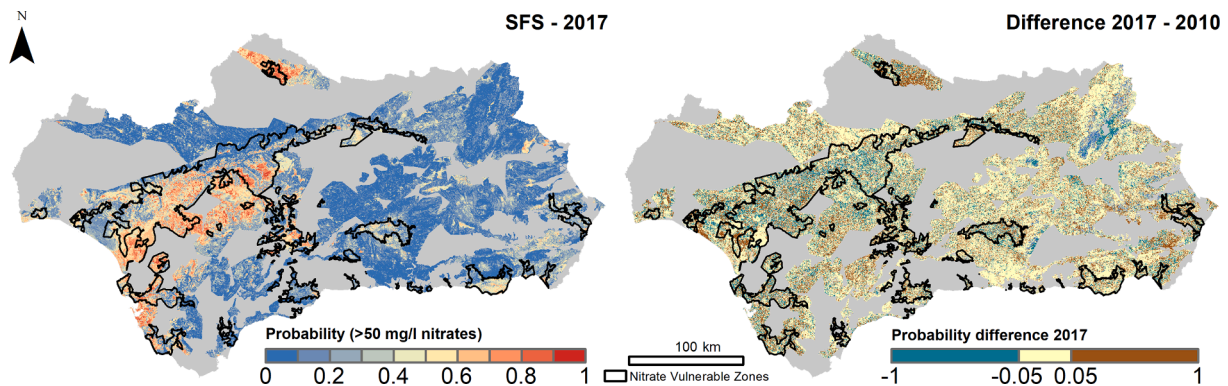 N
SFS - 2017
Difference 2017 - 2010
Probability (>50 mg/l nitrates)
0 0.2 0.4 0.6 0.8 1
100 km
Nitrate Vulnerable Zones
Probability difference 2017
-1 -0.05 0.05 1